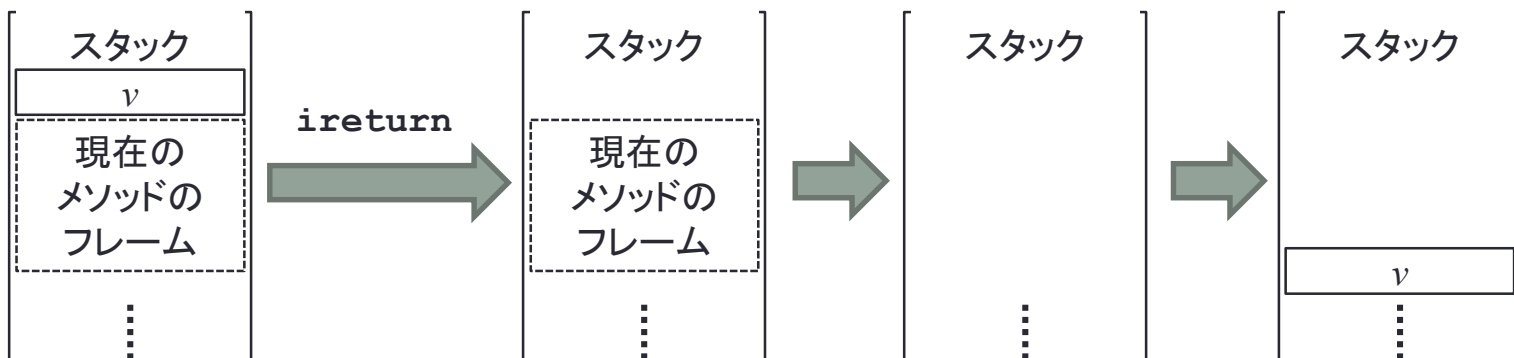 スタック
v
現在の
メソッドの
フレーム
ireturn
スタック
現在の
メソッドの
フレーム
スタック
スタック
v